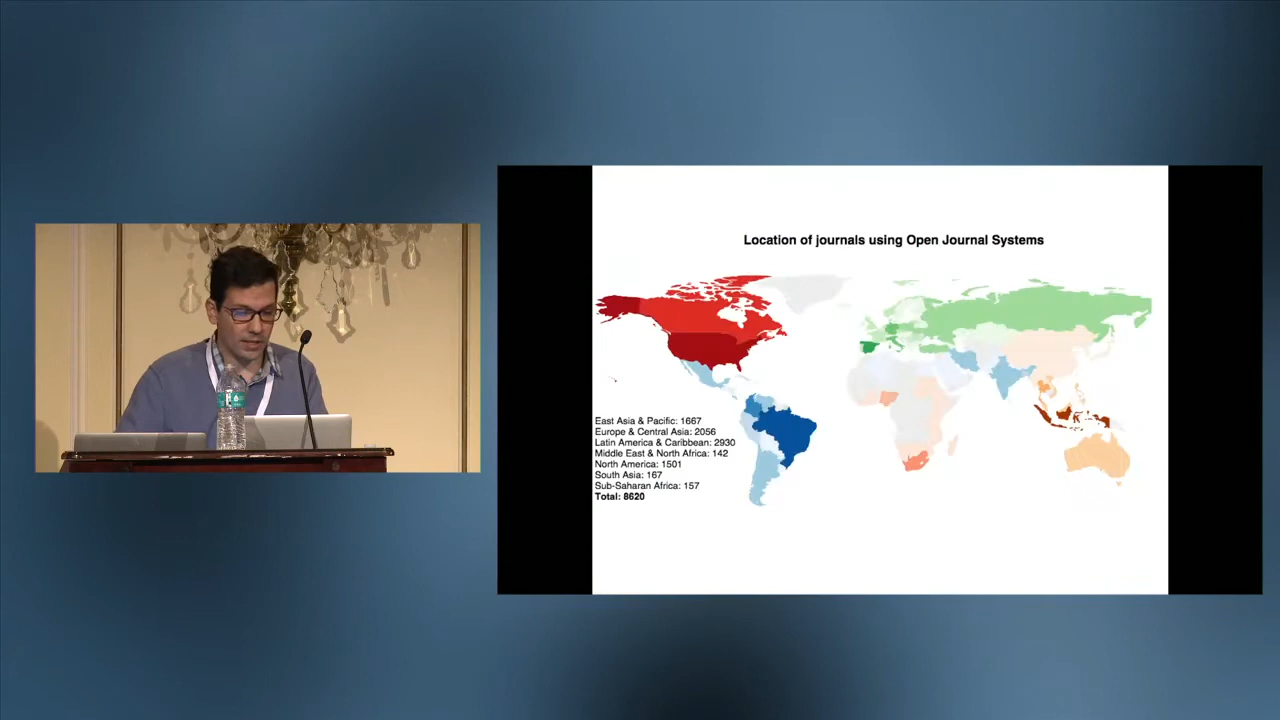 Location of journals using Open Journal Systems
East Asia & Pacific: 1667
Europe & Central Asia: 2056
Latin America & Caribbean: 2930
Middle East & North Africa: 142
North America: 1501
South Asia: 167
Sub-Saharan Africa: 157
Total: 8620